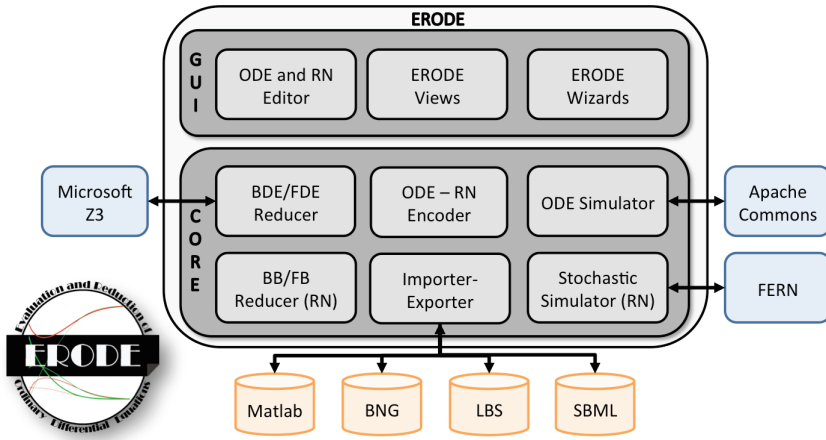 ERODE
GUI
ODE and RN
Editor
ERODE
Views
ERODE
Wizards
CORE
Microsoft
Z3
BDE/FDE
Reducer
ODE – RN
Encoder
ODE Simulator
Apache
Commons
BB/FB
Reducer (RN)
Importer-
Exporter
Stochastic
Simulator (RN)
FERN
Evaluation and Reduction of
ERODE
Ordinary Differential Equations
Matlab
BNG
LBS
SBML